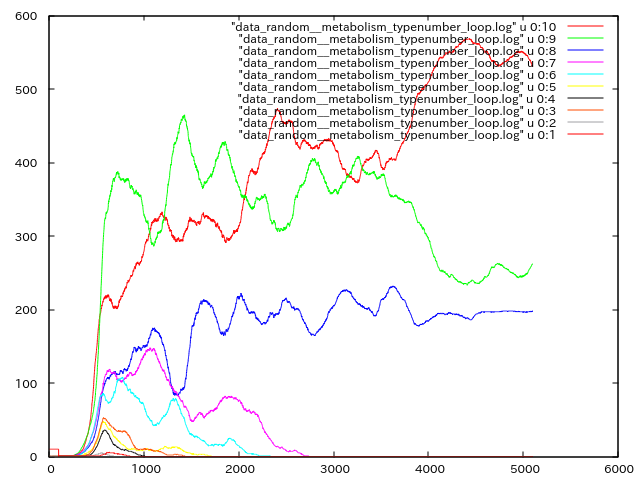 600
500
400
300
200
100
0
"data_random__metabolism_typenumber_loop.log" u 0:10
"data_random__metabolism_typenumber_loop.log" u 0:9
"data_random__metabolism_typenumber_loop.log" u 0:8
"data_random__metabolism_typenumber_loop.log" u 0:7
"data_random__metabolism_typenumber_loop.log" u 0:6
"data_random__metabolism_typenumber_loop.log" u 0:5
"data_random__metabolism_typenumber_loop.log" u 0:4
"data_random__metabolism_typenumber_loop.log" u 0:3
"data_random__metabolism_typenumber_loop.log" u 0:2
"data_random__metabolism_typenumber_loop.log" u 0:1
0 1000 2000 3000 4000 5000 6000